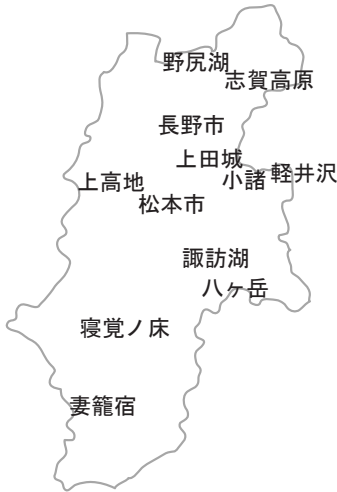 野尻湖
志賀高原
長野市
上田城
軽井沢
小諸
上高地
松本市
諏訪湖
八ヶ岳
寝覚ノ床
妻籠宿